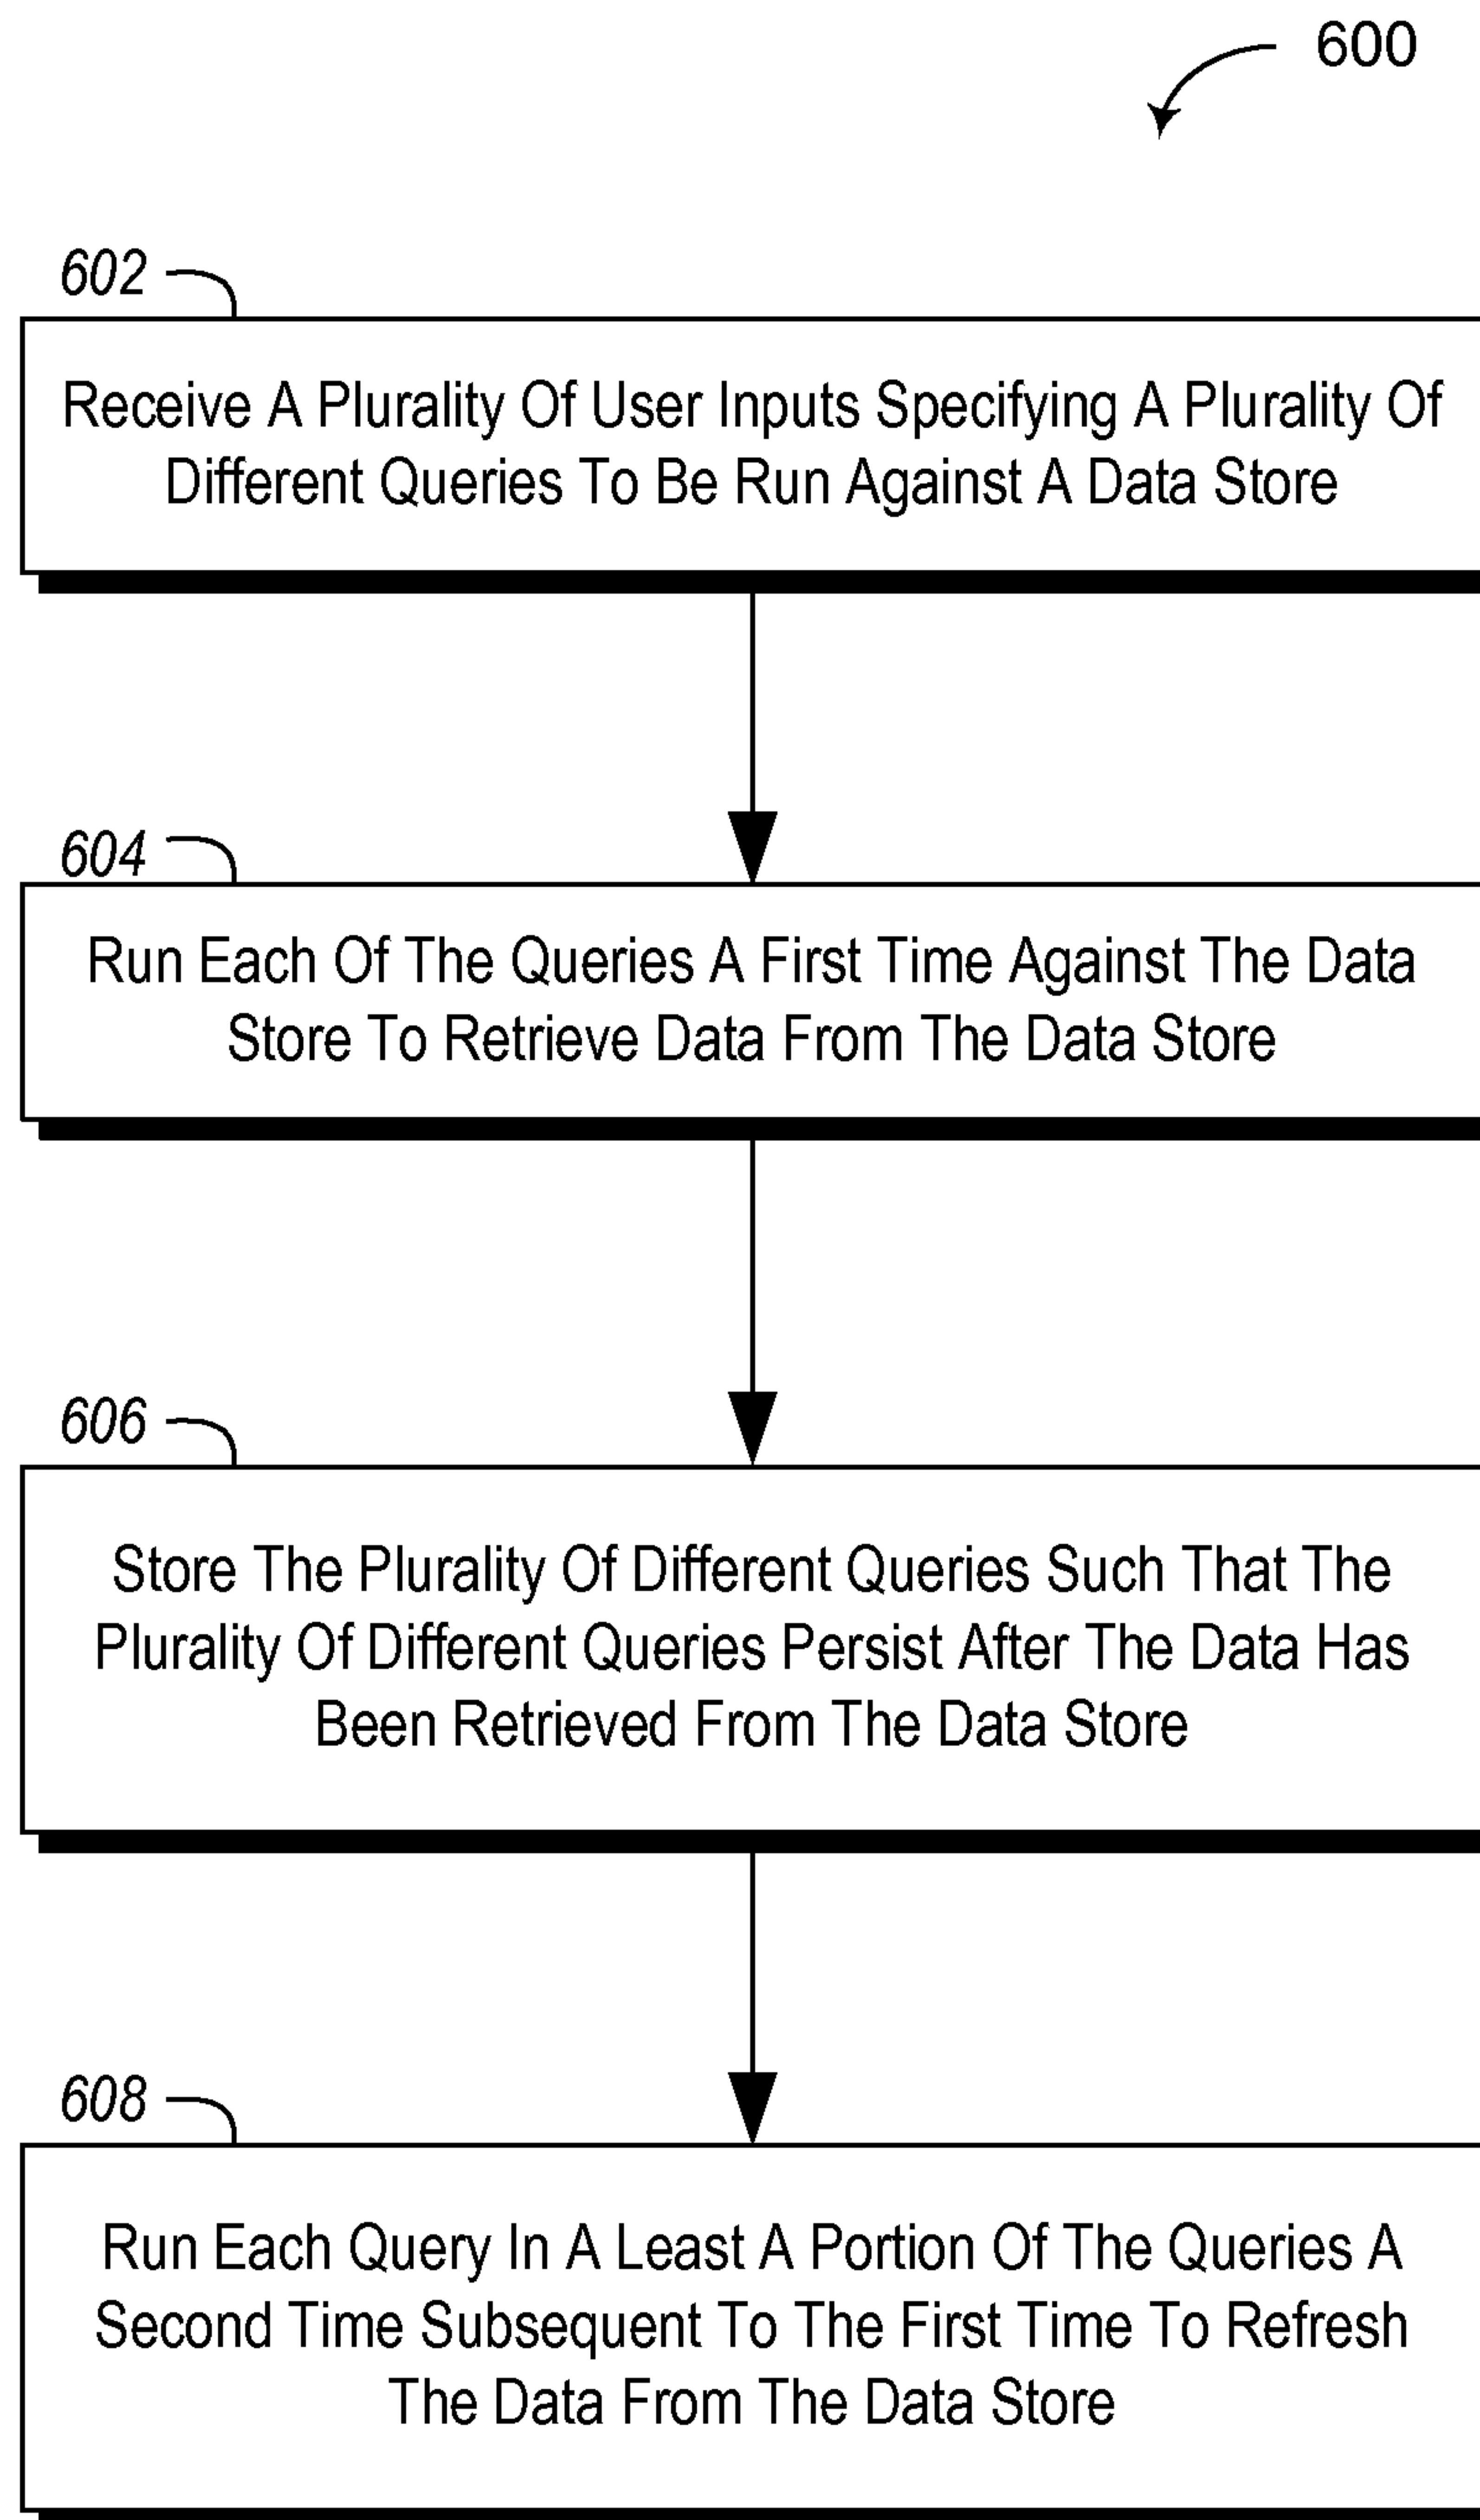 600
602
Receive A Plurality Of User Inputs Specifying A Plurality Of
Different Queries To Be Run Against A Data Store
604
Run Each Of The Queries A First Time Against The Data
Store To Retrieve Data From The Data Store
606
Store The Plurality Of Different Queries Such That The
Plurality Of Different Queries Persist After The Data Has
Been Retrieved From The Data Store
608
Run Each Query In A Least A Portion Of The Queries A
Second Time Subsequent To The First Time To Refresh
The Data From The Data Store